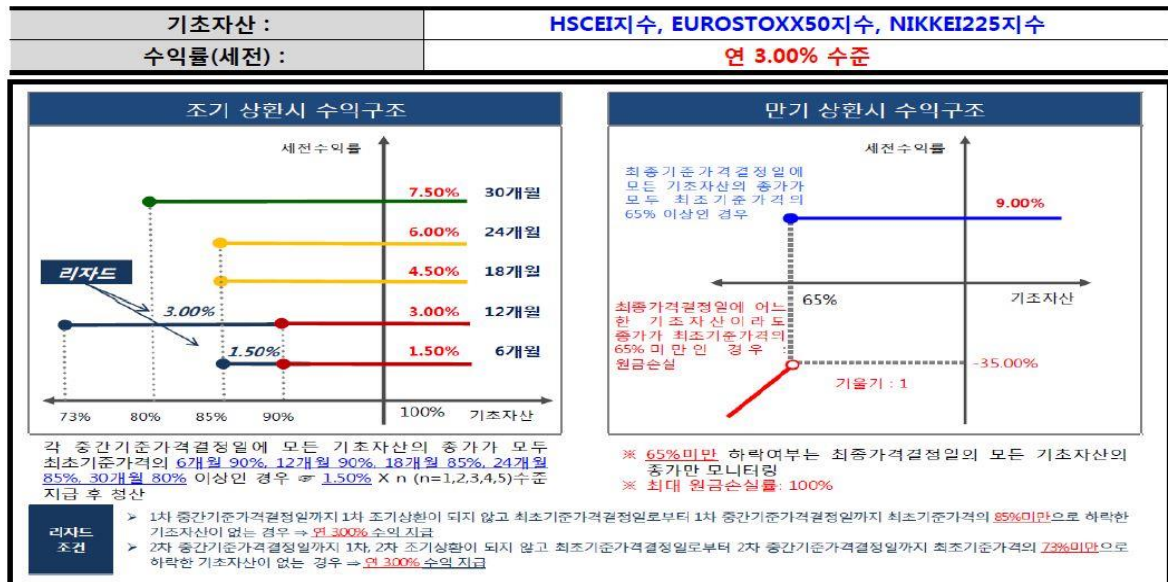 기초자산 : HSCEI지수, EUROSTOXX50지수, NIKKEI225지수
수익률(세전) : 연 3.00% 수준
조기 상환시 수익구조
세전수익률
7.50% 30개월
6.00% 24개월
리자드
4.50% 18개월
3.00% 3.00% 12개월
1.50% 1.50% 6개월
73% 80% 85% 90% 100% 기초자산
각 중간기준가격결정일에 모든 기초자산의 종가가 모두
최초기준가격의 6개월 90%, 12개월 90%, 18개월 85%, 24개월
85%, 30개월 80% 이상인 경우 ☞ 1.50% X n (n=1,2,3,4,5)수준
지급 후 청산
만기 상환시 수익구조
세전수익률
최종기준가격결정일에
모든 기초자산의 종가가
모두 최초기준가격의
65% 이상인 경우
9.00%
65%
기초자산
최종가격결정일에 어느
한 기초자산이라도
종가가 최초기준가격의
65%미만인 경우 :
원금손실
-35.00%
기울기 : 1
※ 65%미만 하락여부는 최종가격결정일의 모든 기초자산의
종가만 모니터링
※ 최대 원금손실률: 100%
리자드
조건
➢ 1차 중간기준가격결정일까지 1차 조기상환이 되지 않고 최초기준가격결정일로부터 1차 중간기준가격결정일까지 최초기준가격의 85%미만으로 하락한
기초자산이 없는 경우 ⇒ 연 3.00% 수익 지급
➢ 2차 중간기준가격결정일까지 1차, 2차 조기상환이 되지 않고 최초기준가격결정일로부터 2차 중간기준가격결정일까지 최초기준가격의 73%미만으로
하락한 기초자산이 없는 경우 ⇒ 연 3.00% 수익 지급